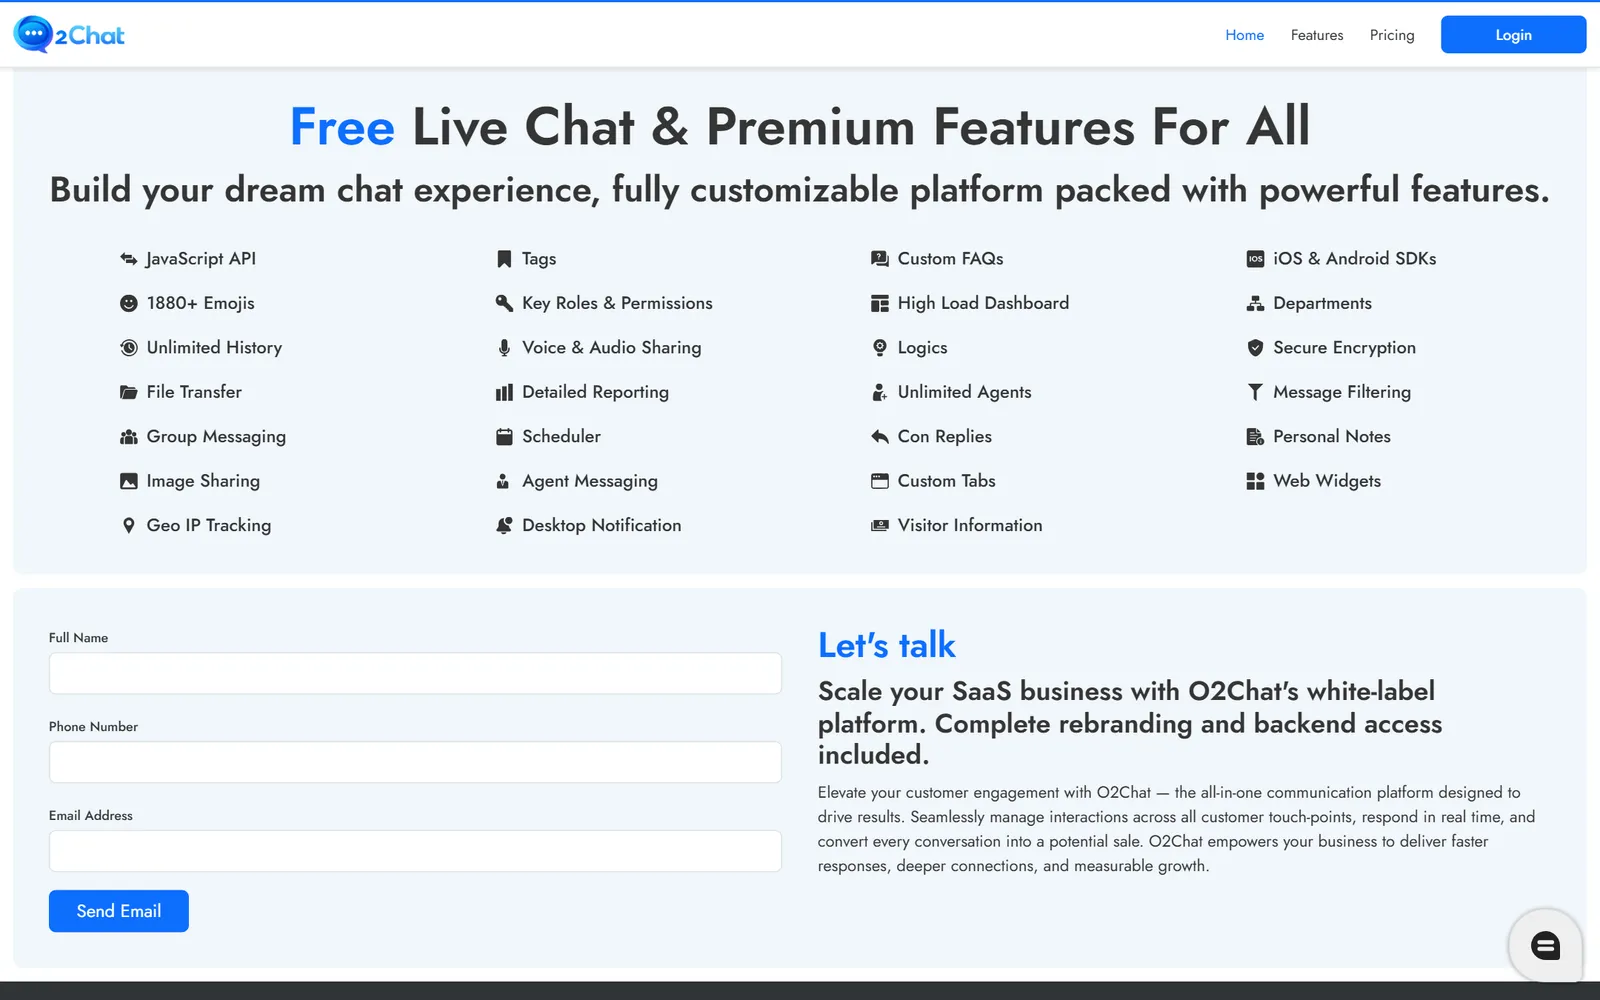 2Chat
Home
Features
Pricing
Login
Free Live Chat & Premium Features For All
Build your dream chat experience, fully customizable platform packed with powerful features.
JavaScript API
Tags
Custom FAQs
iOS & Android SDKs
1880+ Emojis
Key Roles & Permissions
High Load Dashboard
Departments
Unlimited History
Voice & Audio Sharing
Logics
Secure Encryption
File Transfer
Detailed Reporting
Unlimited Agents
Message Filtering
Group Messaging
Scheduler
Con Replies
Personal Notes
Image Sharing
Agent Messaging
Custom Tabs
Web Widgets
Geo IP Tracking
Desktop Notification
Visitor Information
Full Name
Phone Number
Email Address
Send Email
Let's talk
Scale your SaaS business with O2Chat's white-label
platform. Complete rebranding and backend access
included.
Elevate your customer engagement with O2Chat — the all-in-one communication platform designed to
drive results. Seamlessly manage interactions across all customer touch-points, respond in real time, and
convert every conversation into a potential sale. O2Chat empowers your business to deliver faster
responses, deeper connections, and measurable growth.